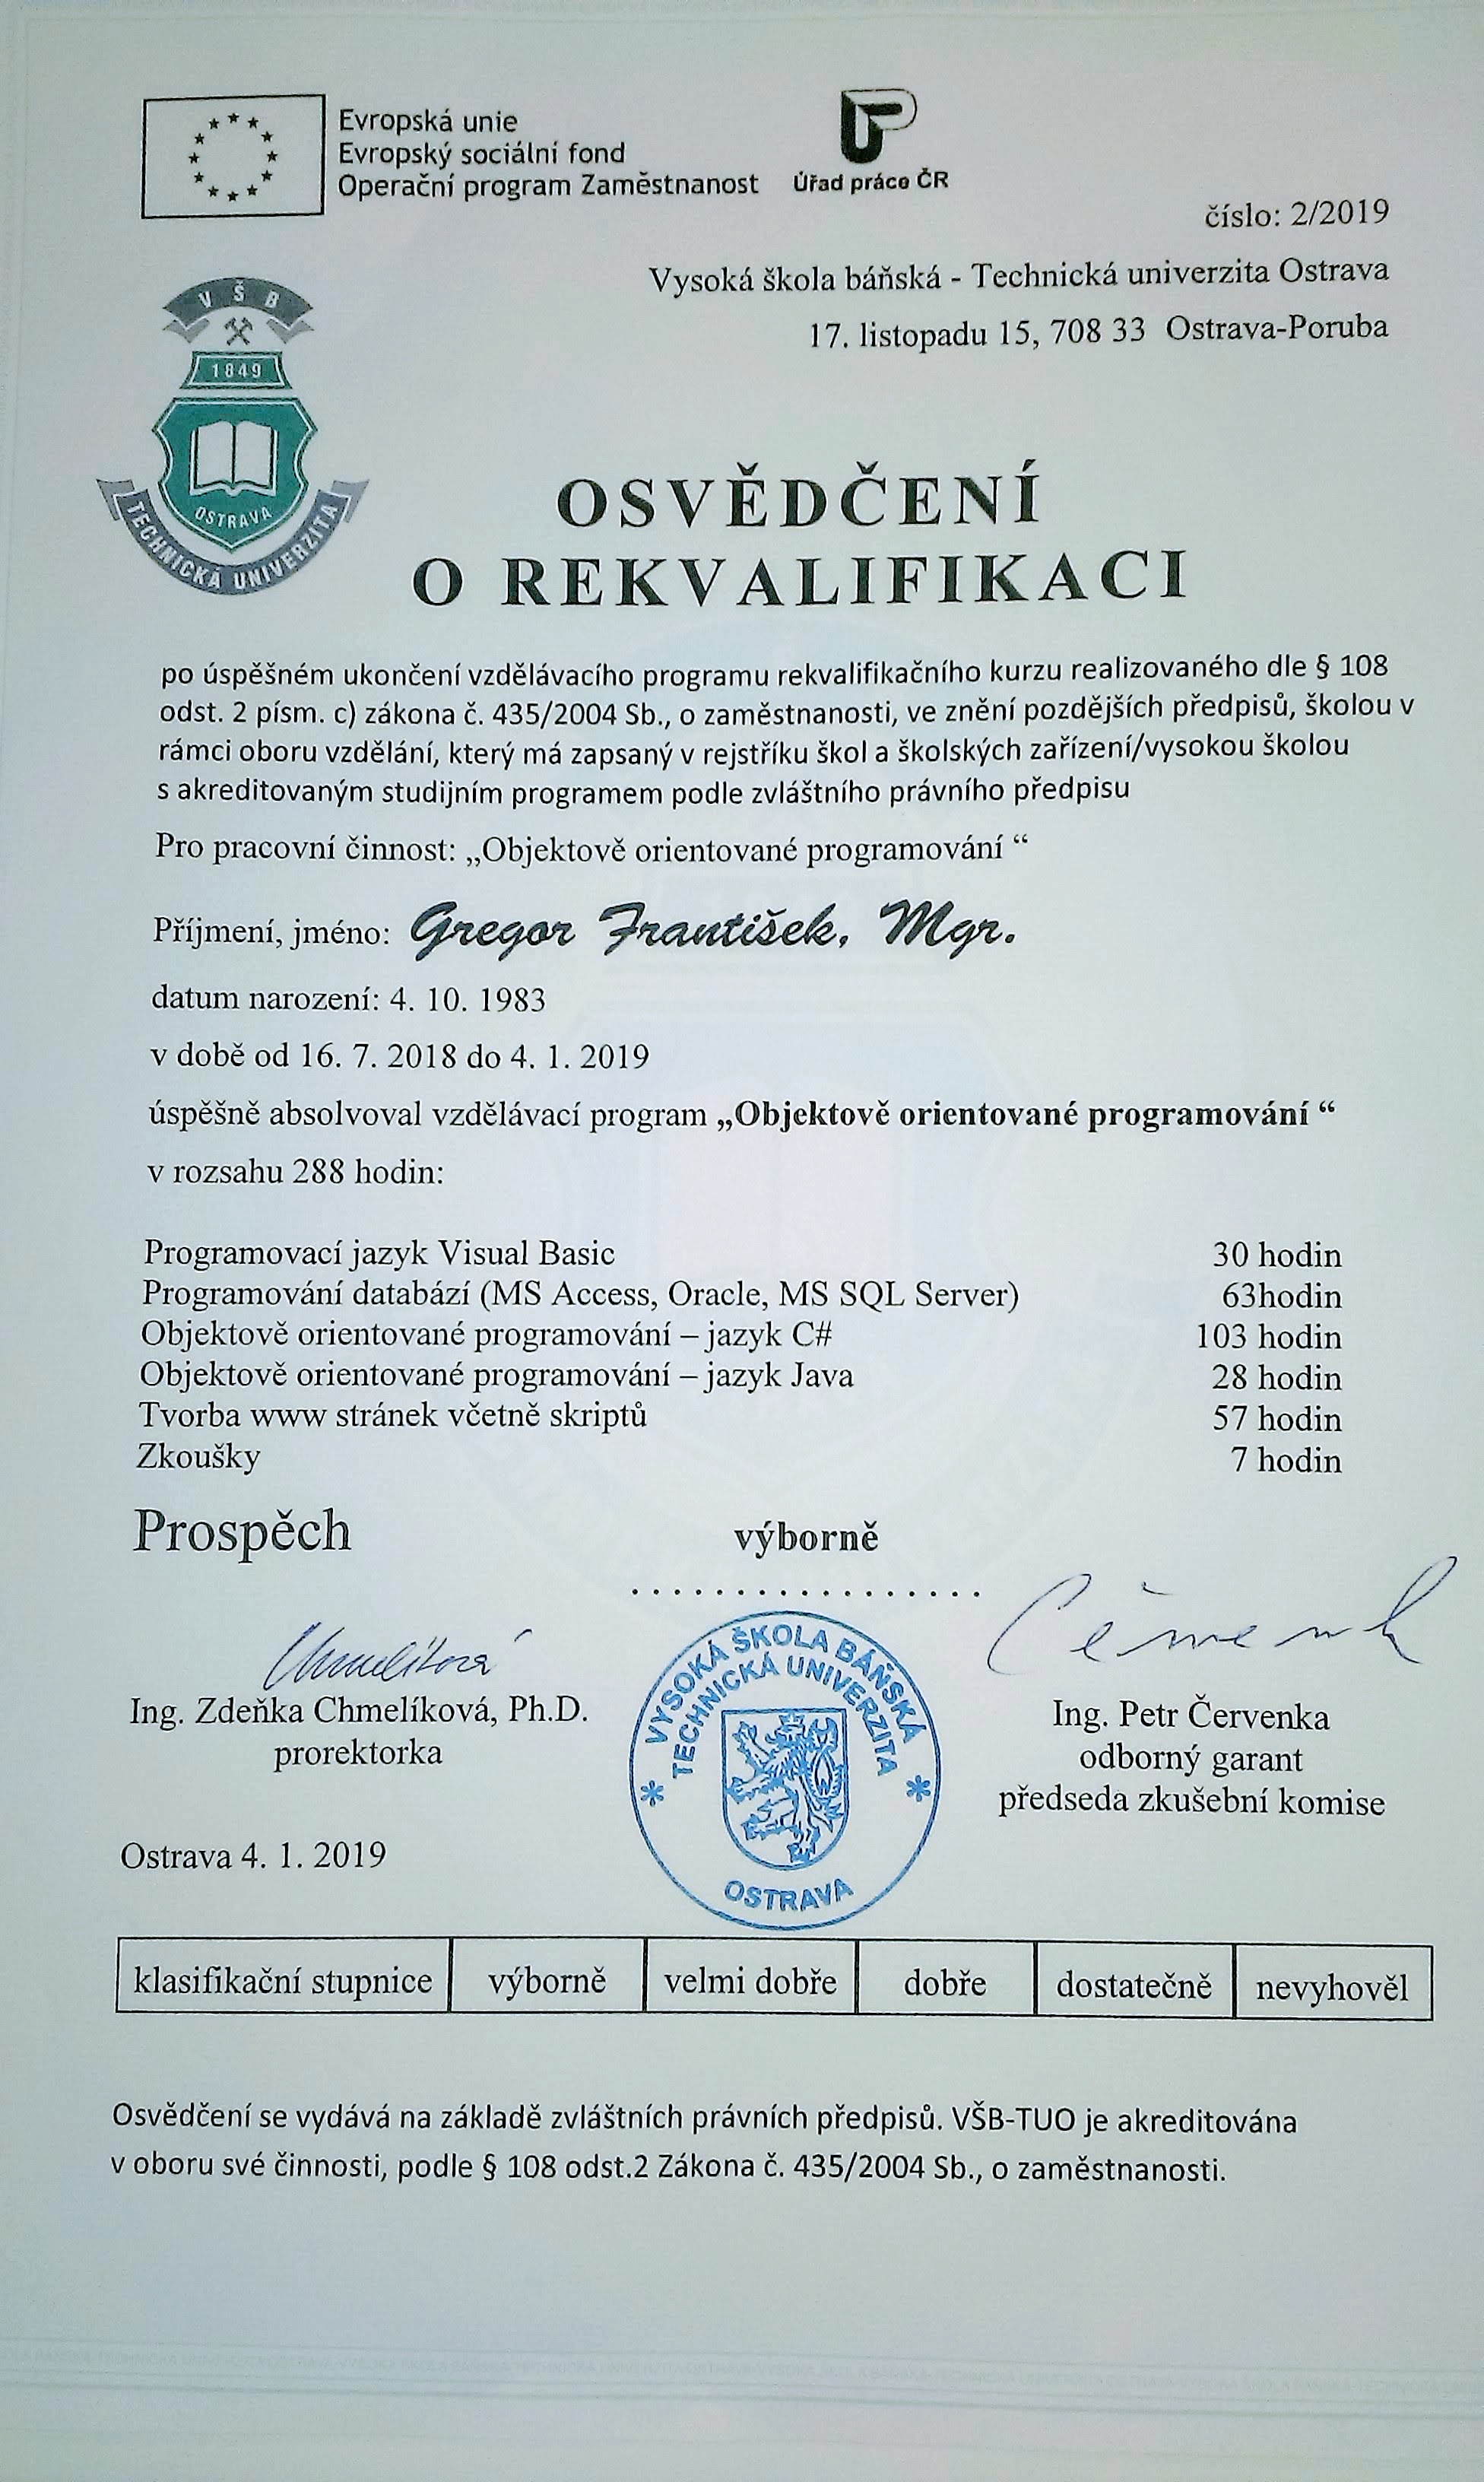 Evropská unie
Evropský sociální fond
Operační program Zaměstnanost
Úřad práce ČR
číslo: 2/2019
Vysoká škola báňská - Technická univerzita Ostrava
17. listopadu 15, 708 33 Ostrava-Poruba
VŠB
1849
OSTRAVA
TECHNICKÁ UNIVERZITA
OSVĚDČENÍ
O REKVALIFIKACI
po úspěšném ukončení vzdělávacího programu rekvalifikačního kurzu realizovaného dle § 108
odst. 2 písm. c) zákona č. 435/2004 Sb., o zaměstnanosti, ve znění pozdějších předpisů, školou v
rámci oboru vzdělání, který má zapsaný v rejstříku škol a školských zařízení/vysokou školou
s akreditovaným studijním programem podle zvláštního právního předpisu
Pro pracovní činnost: „Objektově orientované programování “
Příjmení, jméno: Gregor František, Mgr.
datum narození: 4. 10. 1983
v době od 16. 7. 2018 do 4. 1. 2019
úspěšně absolvoval vzdělávací program „Objektově orientované programování “
v rozsahu 288 hodin:
Programovací jazyk Visual Basic 30 hodin
Programování databází (MS Access, Oracle, MS SQL Server) 63hodin
Objektově orientované programování – jazyk C# 103 hodin
Objektově orientované programování – jazyk Java 28 hodin
Tvorba www stránek včetně skriptů 57 hodin
Zkoušky 7 hodin
Prospěch výborně
Chmelíková
Červenka
Ing. Zdeňka Chmelíková, Ph.D.
prorektorka
VYSOKÁ ŠKOLA BÁŇSKÁ
TECHNICKÁ UNIVERZITA
OSTRAVA
Ing. Petr Červenka
odborný garant
předseda zkušební komise
Ostrava 4. 1. 2019
klasifikační stupnice výborně velmi dobře dobře dostatečně nevyhověl
Osvědčení se vydává na základě zvláštních právních předpisů. VŠB-TUO je akreditována
v oboru své činnosti, podle § 108 odst.2 Zákona č. 435/2004 Sb., o zaměstnanosti.